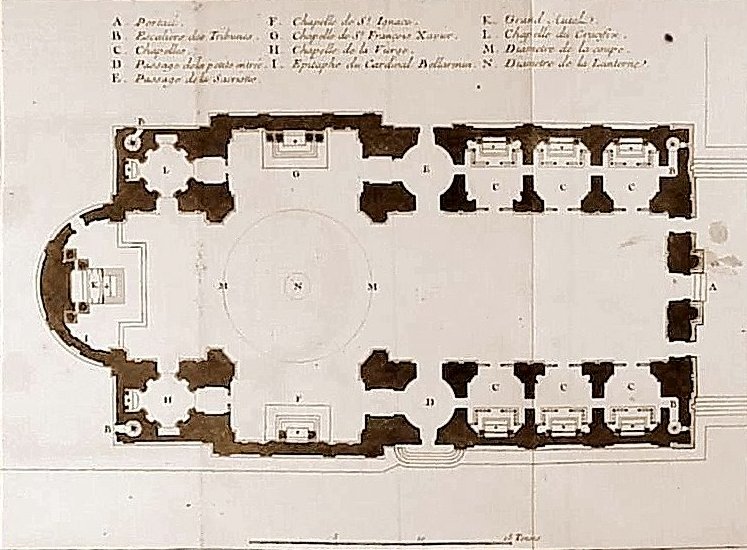 A Portail. F. Chapelle de St. Ignace. K. Grand Autel.
B Escaliers des Tribunes. G. Chapelle de St. François Xavier. L. Chapelle du Crucifix.
C Chapelles. H Chapelle de la Vierge. M. Diametre de la coupe.
D Passage de la porte I. Epitaphe du Cardinal Bellarmin. N Diametre de la Lanterne.
E. Passage de la Sacristie.
B
L G E C C C B
K M N M A
H F D C C C B
B
5 10 15 Toises